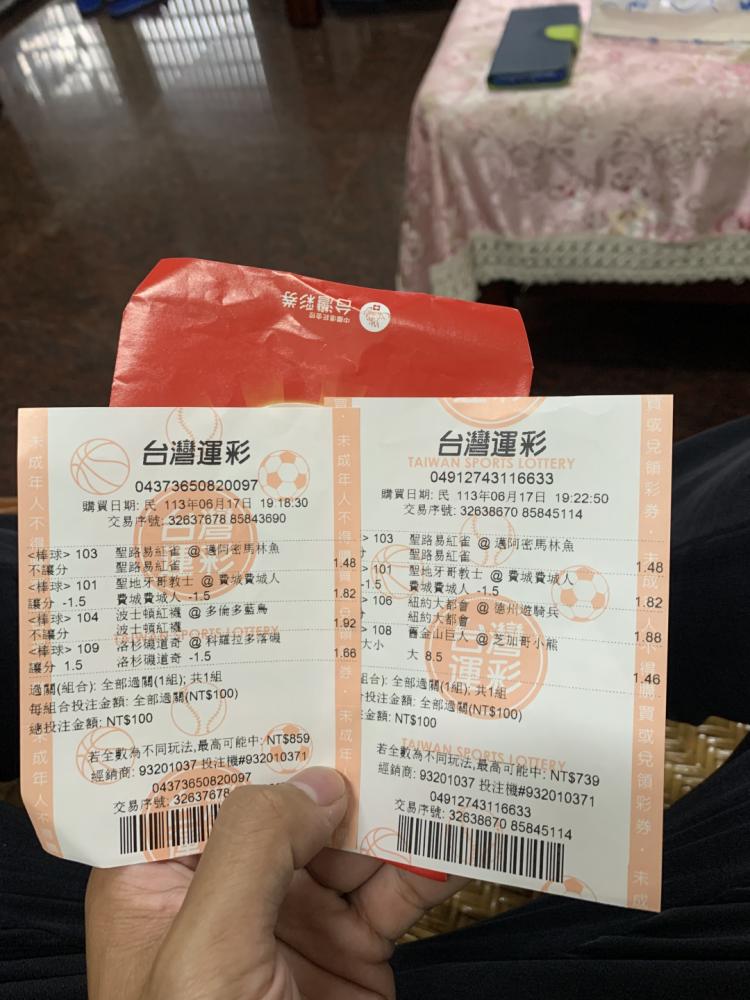 台灣彩券
中國信託金控
台灣運彩
04373650820097
購買日期: 民 113年06月17日 19:18:30
交易序號: 32637678 85843690
<棒球> 103 聖路易紅雀 @ 邁阿密馬林魚
不讓分 聖路易紅雀 1.48
<棒球> 101 聖地牙哥教士 @ 費城費城人
讓分 -1.5 費城費城人 -1.5 1.82
<棒球> 104 波士頓紅襪 @ 多倫多藍鳥
不讓分 波士頓紅襪 1.92
<棒球> 109 洛杉磯道奇 @ 科羅拉多落磯
讓分 1.5 洛杉磯道奇 -1.5 1.66
過關(組合): 全部過關(1組); 共1組
每組合投注金額: 全部過關(NT$100)
總投注金額: NT$100
若全數為不同玩法,最高可能中: NT$859
經銷商: 93201037 投注機#932010371
04373650820097
交易序號: 32637678
台灣運彩
TAIWAN SPORTS LOTTERY
04912743116633
購買日期: 民 113年06月17日 19:22:50
交易序號: 32638670 85845114
> 103 聖路易紅雀 @ 邁阿密馬林魚
聖路易紅雀 1.48
> 101 聖地牙哥教士 @ 費城費城人
-1.5 費城費城人 -1.5 1.82
> 106 紐約大都會 @ 德州遊騎兵
紐約大都會 1.88
> 108 舊金山巨人 @ 芝加哥小熊
大小 大 8.5 1.46
(組合): 全部過關(1組); 共1組
投注金額: 全部過關(NT$100)
金額: NT$100
若全數為不同玩法,最高可能中: NT$739
經銷商: 93201037 投注機#932010371
04912743116633
交易序號: 32638670 85845114